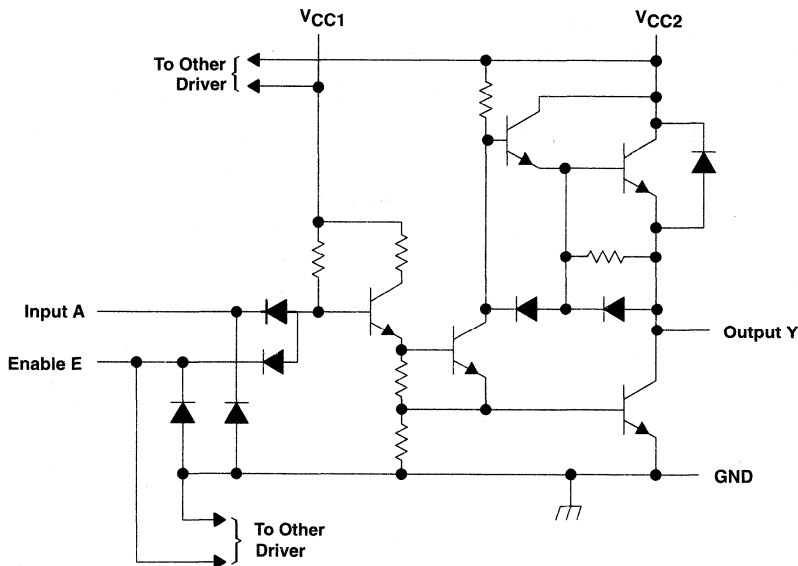 VCC1
VCC2
To Other
Driver
Input A
Enable E
Output Y
GND
To Other
Driver